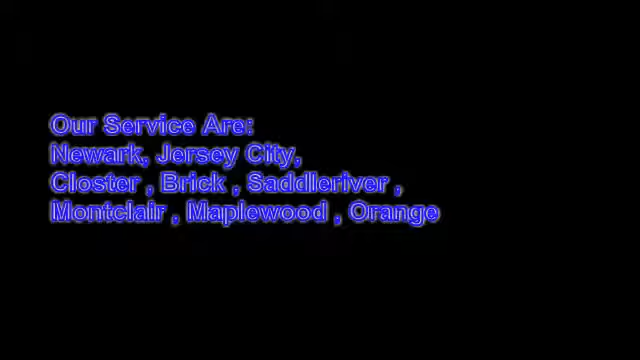 Our Service Are:
Newark, Jersey City,
Closter , Brick , Saddleriver ,
Montclair , Maplewood , Orange